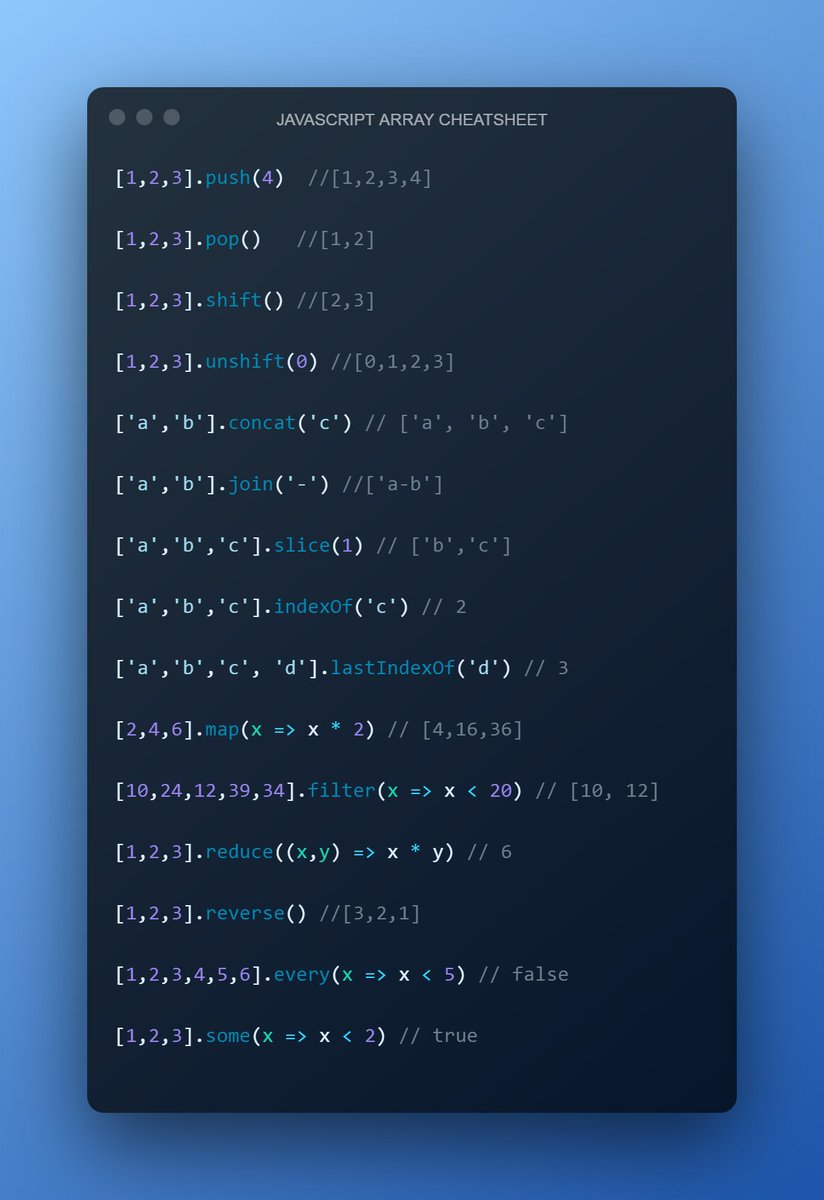 JAVASCRIPT ARRAY CHEATSHEET
[1,2,3].push(4)  //[1,2,3,4]
[1,2,3].pop()   //[1,2]
[1,2,3].shift() //[2,3]
[1,2,3].unshift(0) //[0,1,2,3]
['a','b'].concat('c') // ['a', 'b', 'c']
['a','b'].join('-') //['a-b']
['a','b','c'].slice(1) // ['b','c']
['a','b','c'].indexOf('c') // 2
['a','b','c', 'd'].lastIndexOf('d') // 3
[2,4,6].map(x => x * 2) // [4,16,36]
[10,24,12,39,34].filter(x => x < 20) // [10, 12]
[1,2,3].reduce((x,y) => x * y) // 6
[1,2,3].reverse() //[3,2,1]
[1,2,3,4,5,6].every(x => x < 5) // false
[1,2,3].some(x => x < 2) // true